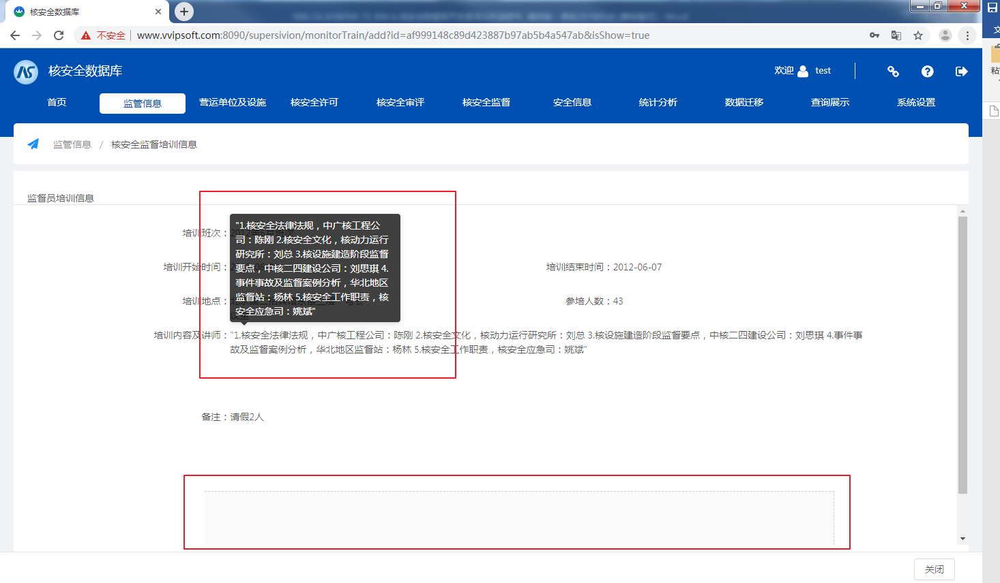 核安全数据库
不安全
www.vvipsoft.com:8090/supersivion/monitorTrain/add?id=af999148c89d423887b97ab5b4a547ab&isShow=true
文
核安全数据库
欢迎 test
首页 监管信息 营运单位及设施 核安全许可 核安全审评 核安全监督 安全信息 统计分析 数据迁移 查询展示 系统设置
监管信息 / 核安全监督培训信息
监督员培训信息
"1.核安全法律法规，中广核工程公
司：陈刚 2.核安全文化，核动力运行
研究所：刘总 3.核设施建造阶段监督
要点，中核二四建设公司：刘思琪 4.
事件事故及监督案例分析，华北地区
监督站：杨林 5.核安全工作职责，核
安全应急司：姚斌"
培训班次：
培训开始时间： 培训结束时间：2012-06-07
培训地点： 参培人数：43
培训内容及讲师："1.核安全法律法规，中广核工程公司：陈刚 2.核安全文化，核动力运行研究所：刘总 3.核设施建造阶段监督要点，中核二四建设公司：刘思琪 4.事件事
故及监督案例分析，华北地区监督站：杨林 5.核安全工作职责，核安全应急司：姚斌"
备注：请假2人
关闭